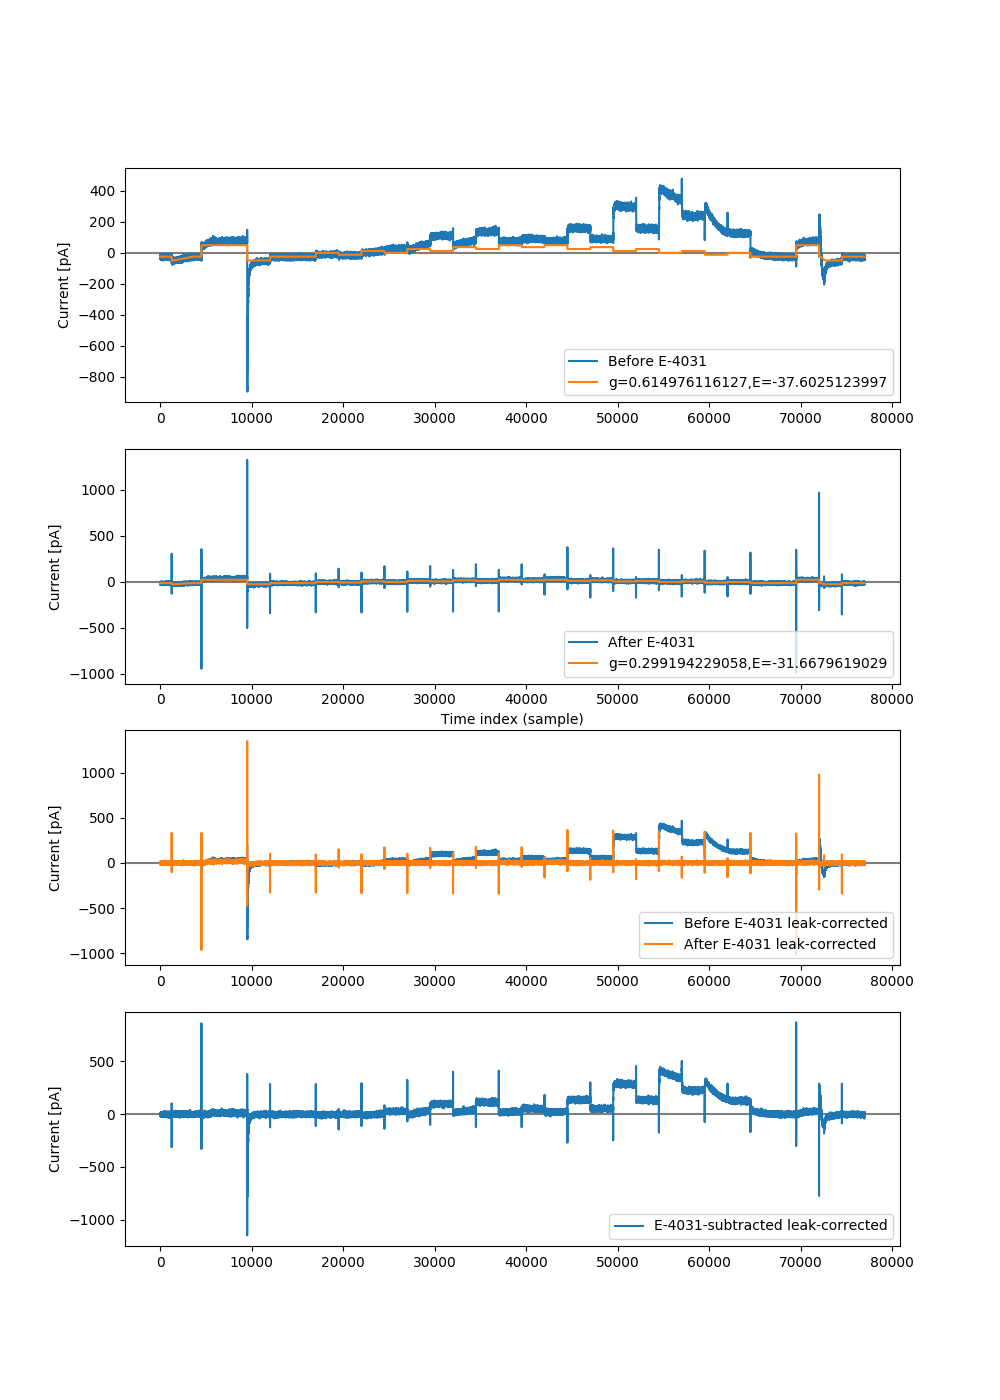 400
200
0
−200
−400
−600
−800
Current [pA]
Before E-4031
g=0.614976116127,E=-37.6025123997
0 10000 20000 30000 40000 50000 60000 70000 80000
1000
500
0
−500
−1000
Current [pA]
After E-4031
g=0.299194229058,E=-31.6679619029
0 10000 20000 30000 40000 50000 60000 70000 80000
Time index (sample)
1000
500
0
−500
−1000
Current [pA]
Before E-4031 leak-corrected
After E-4031 leak-corrected
0 10000 20000 30000 40000 50000 60000 70000 80000
500
0
−500
−1000
Current [pA]
E-4031-subtracted leak-corrected
0 10000 20000 30000 40000 50000 60000 70000 80000